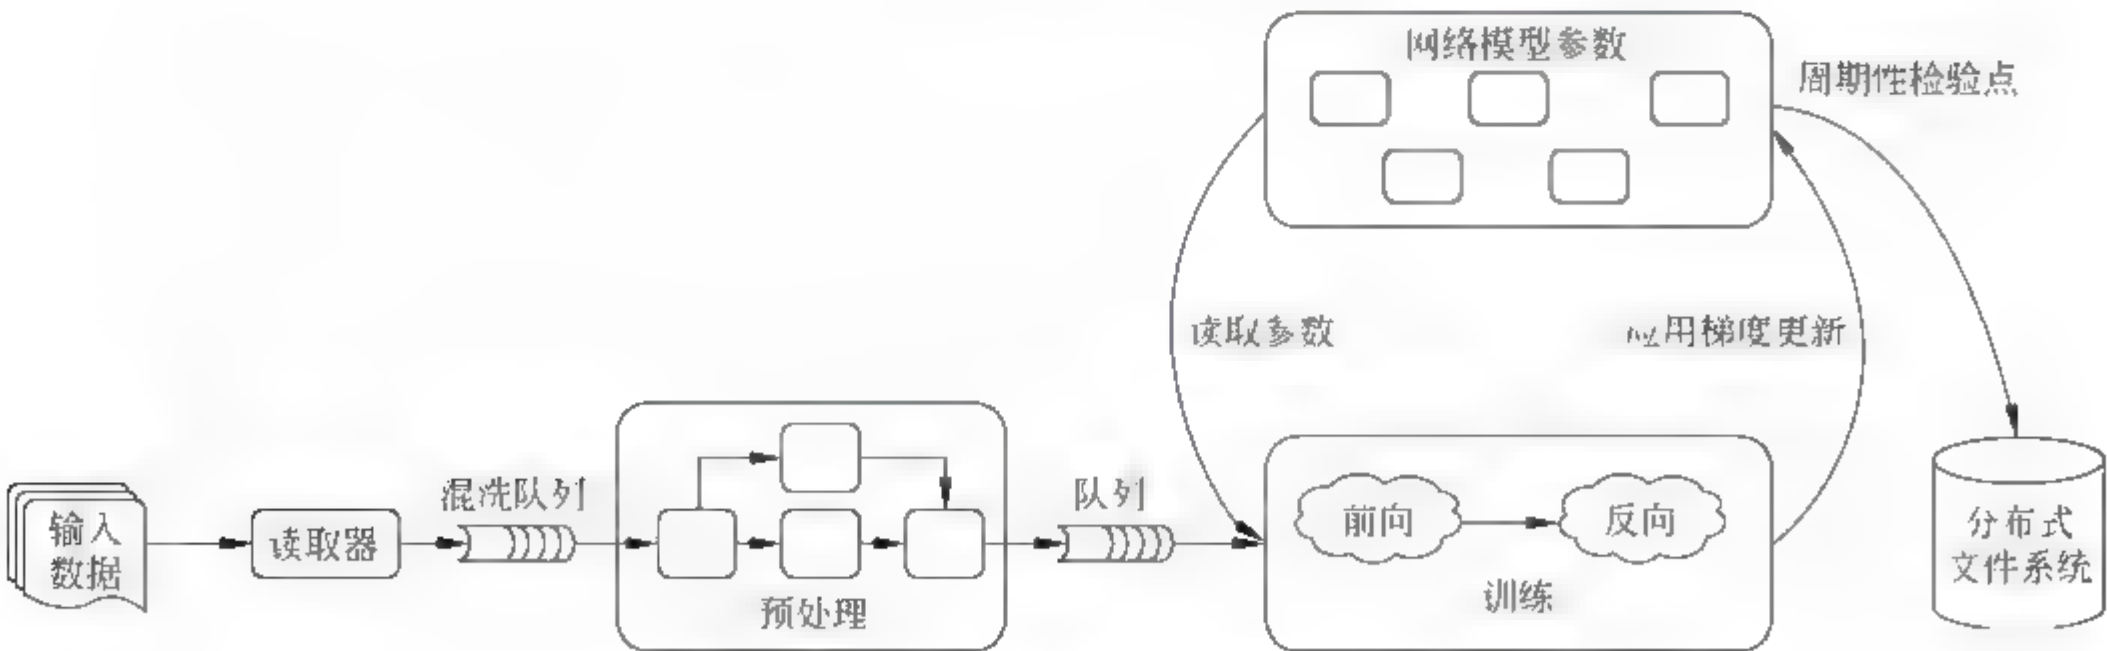 网络模型参数
周期性检验点
读取参数
应用梯度更新
混洗队列
队列
输入
数据
读取器
预处理
前向
反向
训练
分布式
文件系统